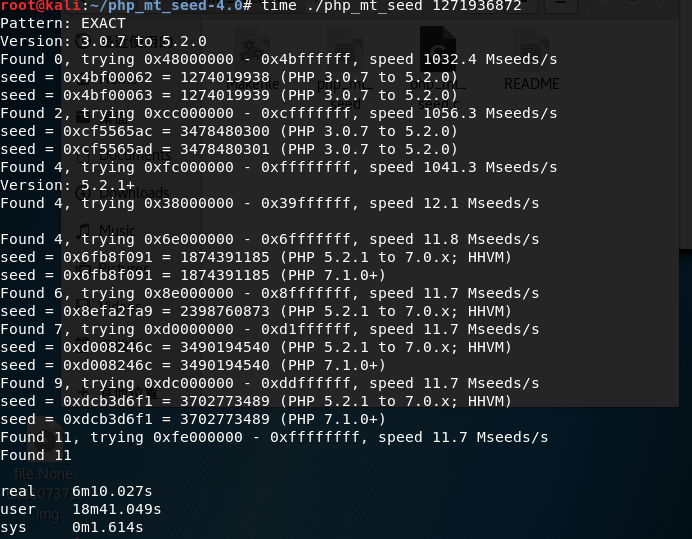 root@kali:~/php_mt_seed-4.0# time ./php_mt_seed 1271936872
Pattern: EXACT
Version: 3.0.7 to 5.2.0
Found 0, trying 0x48000000 - 0x4bffffff, speed 1032.4 Mseeds/s
seed = 0x4bf00062 = 1274019938 (PHP 3.0.7 to 5.2.0)
seed = 0x4bf00063 = 1274019939 (PHP 3.0.7 to 5.2.0)
Found 2, trying 0xcc000000 - 0xcfffffff, speed 1056.3 Mseeds/s
seed = 0xcf5565ac = 3478480300 (PHP 3.0.7 to 5.2.0)
seed = 0xcf5565ad = 3478480301 (PHP 3.0.7 to 5.2.0)
Found 4, trying 0xfc000000 - 0xffffffff, speed 1041.3 Mseeds/s
Version: 5.2.1+
Found 4, trying 0x38000000 - 0x39ffffff, speed 12.1 Mseeds/s
Found 4, trying 0x6e000000 - 0x6fffffff, speed 11.8 Mseeds/s
seed = 0x6fb8f091 = 1874391185 (PHP 5.2.1 to 7.0.x; HHVM)
seed = 0x6fb8f091 = 1874391185 (PHP 7.1.0+)
Found 6, trying 0x8e000000 - 0x8fffffff, speed 11.7 Mseeds/s
seed = 0x8efa2fa9 = 2398760873 (PHP 5.2.1 to 7.0.x; HHVM)
Found 7, trying 0xd0000000 - 0xd1ffffff, speed 11.7 Mseeds/s
seed = 0xd008246c = 3490194540 (PHP 5.2.1 to 7.0.x; HHVM)
seed = 0xd008246c = 3490194540 (PHP 7.1.0+)
Found 9, trying 0xdc000000 - 0xddffffff, speed 11.7 Mseeds/s
seed = 0xdcb3d6f1 = 3702773489 (PHP 5.2.1 to 7.0.x; HHVM)
seed = 0xdcb3d6f1 = 3702773489 (PHP 7.1.0+)
Found 11, trying 0xfe000000 - 0xffffffff, speed 11.7 Mseeds/s
Found 11
real 6m10.027s
user 18m41.049s
sys 0m1.614s
README
Documents
Downloads
Music
file.None.
.img